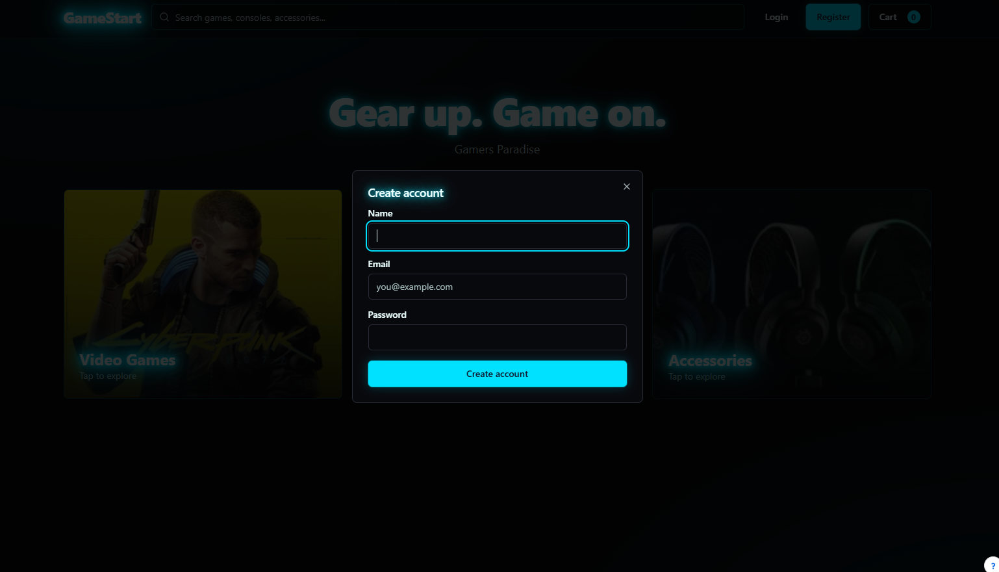 GameStart
Search games, consoles, accessories...
Login
Register
Cart 0
Gear up. Game on.
Gamers Paradise
Create account
Name
Email
you@example.com
Password
Create account
CYBERPUNK
Video Games
Tap to explore
Accessories
Tap to explore
?